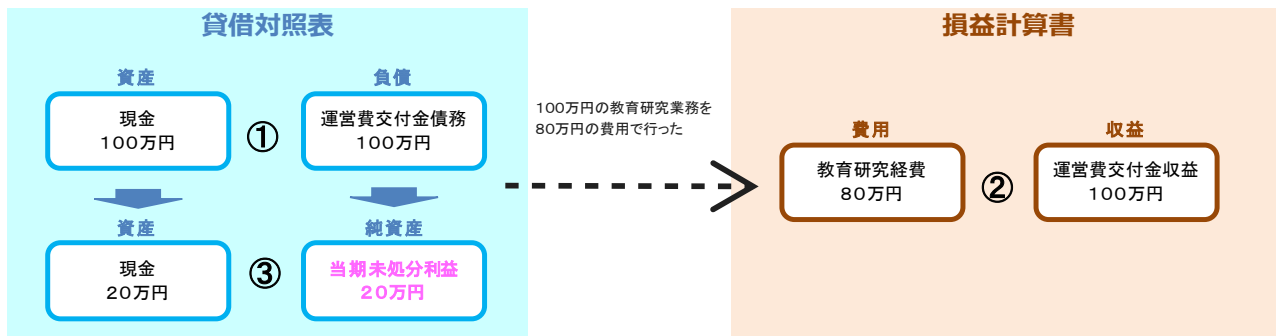 貸借対照表
資産
現金
100万円
①
負債
運営費交付金債務
100万円
資産
現金
20万円
③
純資産
当期未処分利益
20万円
100万円の教育研究業務を
80万円の費用で行った
損益計算書
費用
教育研究経費
80万円
②
収益
運営費交付金収益
100万円